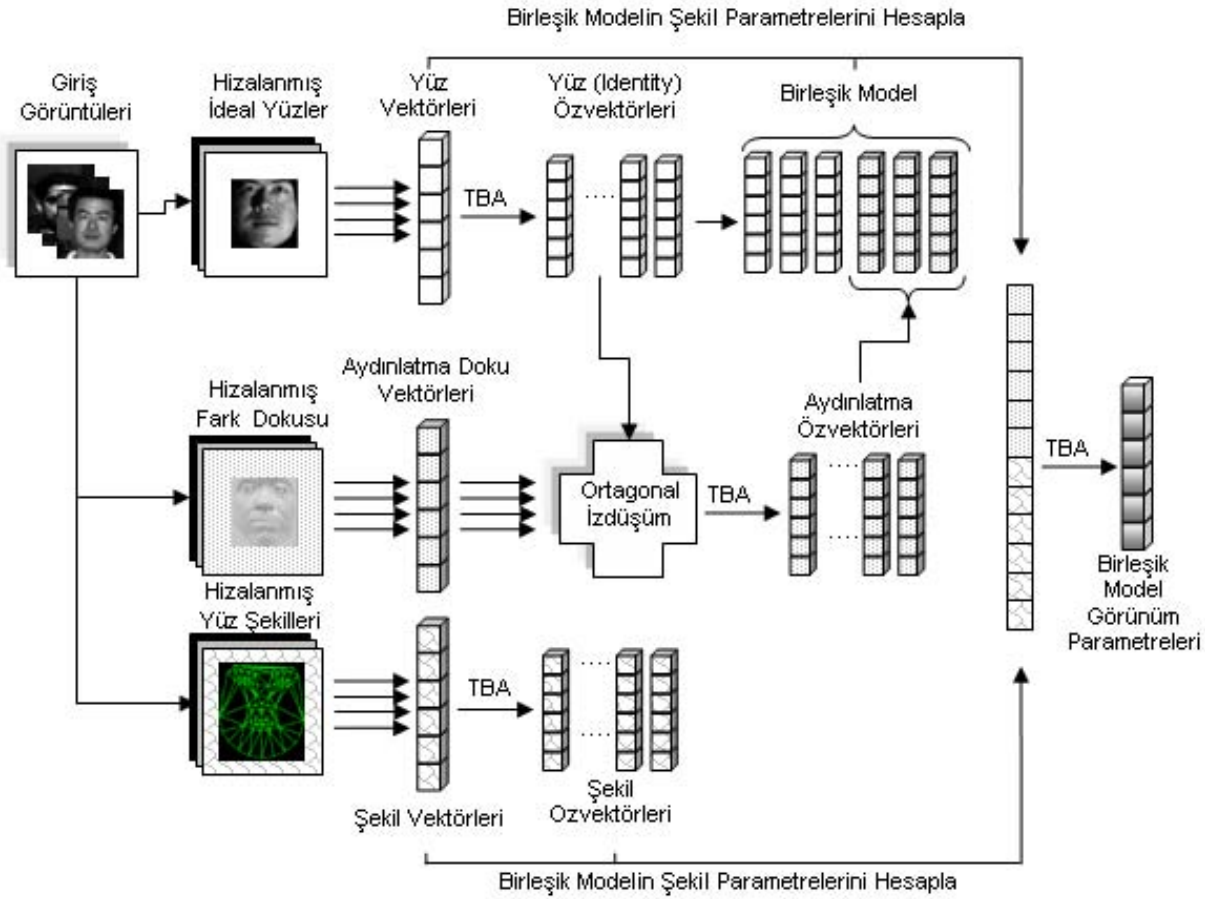 Birleşik Modelin Şekil Parametrelerini Hesapla
Giriş
Görüntüleri
Hizalanmış
İdeal Yüzler
Yüz
Vektörleri
Yüz (Identity)
Özvektörleri
Birleşik Model
TBA
Hizalanmış
Fark Dokusu
Aydınlatma Doku
Vektörleri
Ortagonal
İzdüşüm
TBA
Aydınlatma
Özvektörleri
TBA
Birleşik
Model
Görünüm
Parametreleri
Hizalanmış
Yüz Şekilleri
TBA
Şekil Vektörleri
Şekil
Ozvektörleri
Birleşik Modelin Şekil Parametrelerini Hesapla